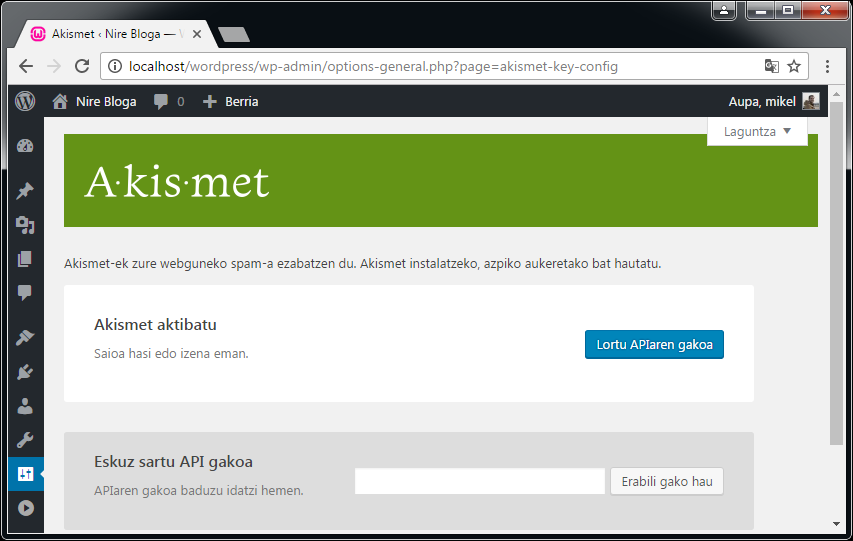 Akismet ‹ Nire Bloga —
localhost/wordpress/wp-admin/options-general.php?page=akismet-key-config
Nire Bloga 0 Berria Aupa, mikel
Laguntza
A·kis·met
Akismet-ek zure webguneko spam-a ezabatzen du. Akismet instalatzeko, azpiko aukeretako bat hautatu.
Akismet aktibatu
Saioa hasi edo izena eman.
Lortu APIaren gakoa
Eskuz sartu API gakoa
APIaren gakoa baduzu idatzi hemen.
Erabili gako hau